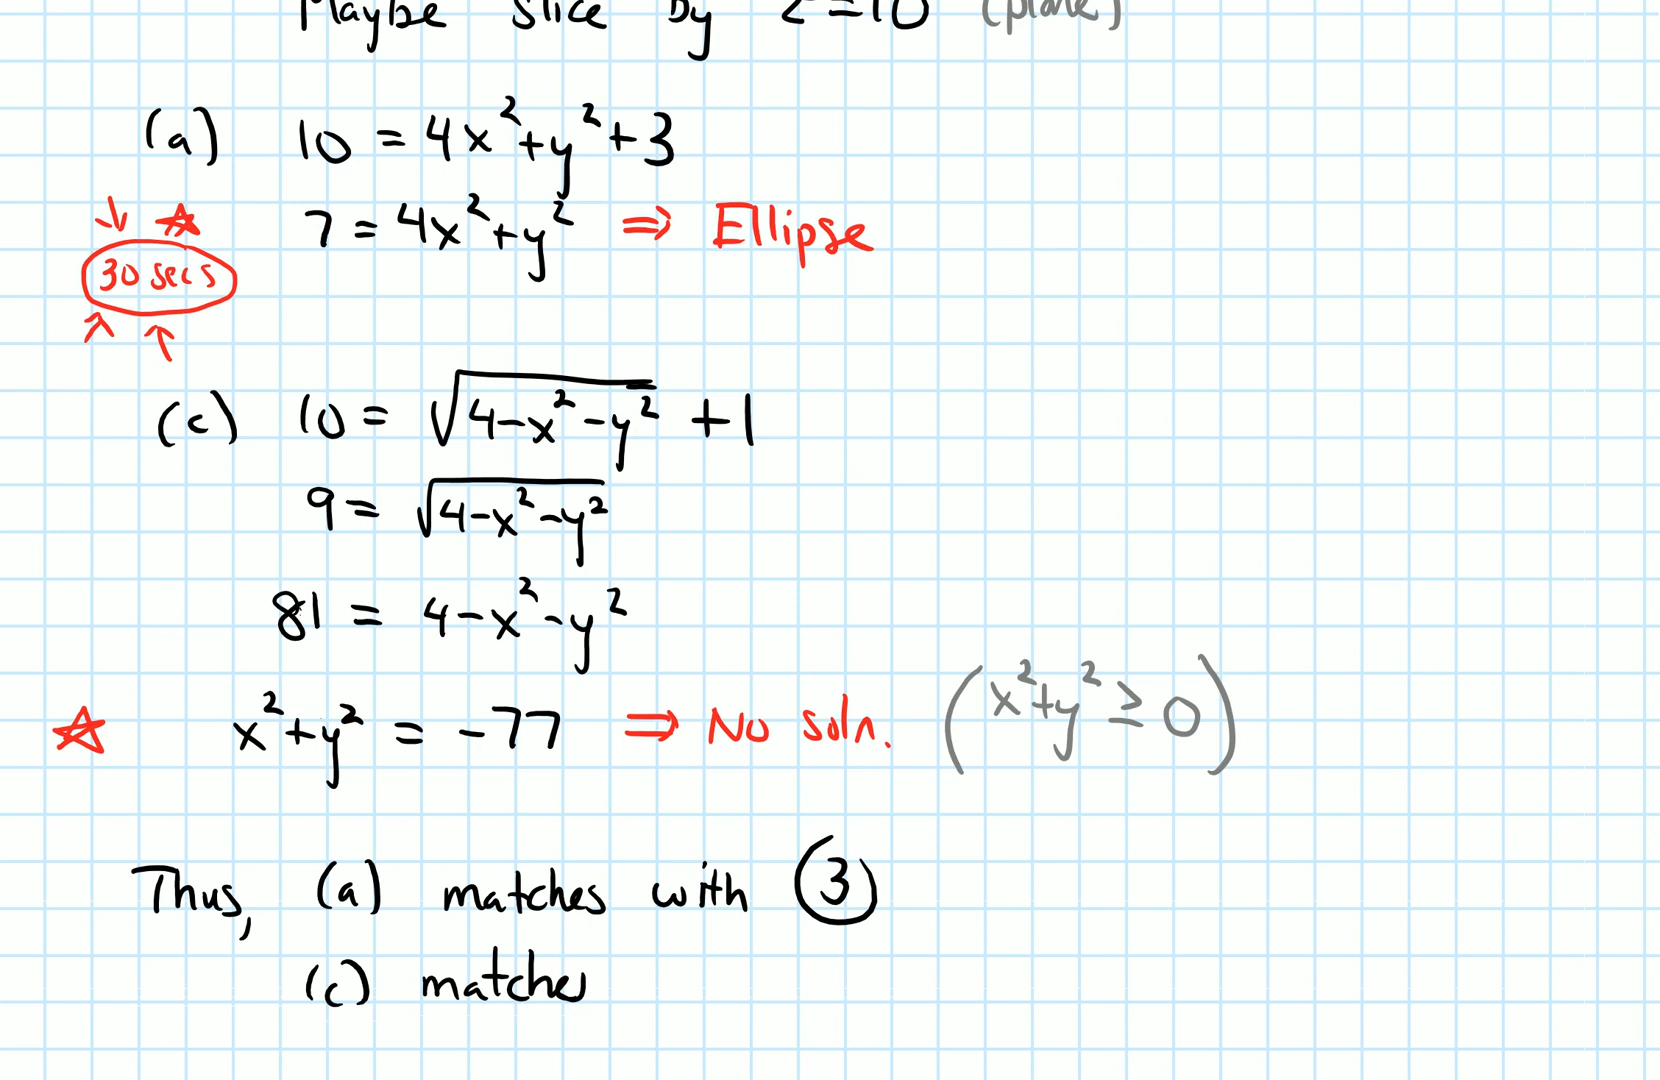 Maybe slice by z=10 (plane)
(a) 10 = 4x²+y²+3
7 = 4x²+y² ⇒ Ellipse
30 secs
(c) 10 = √(4-x²-y²) +1
9 = √(4-x²-y²)
81 = 4-x²-y²
x²+y² = -77 ⇒ No soln. (x²+y² ≥ 0)
Thus, (a) matches with ③
(c) matches